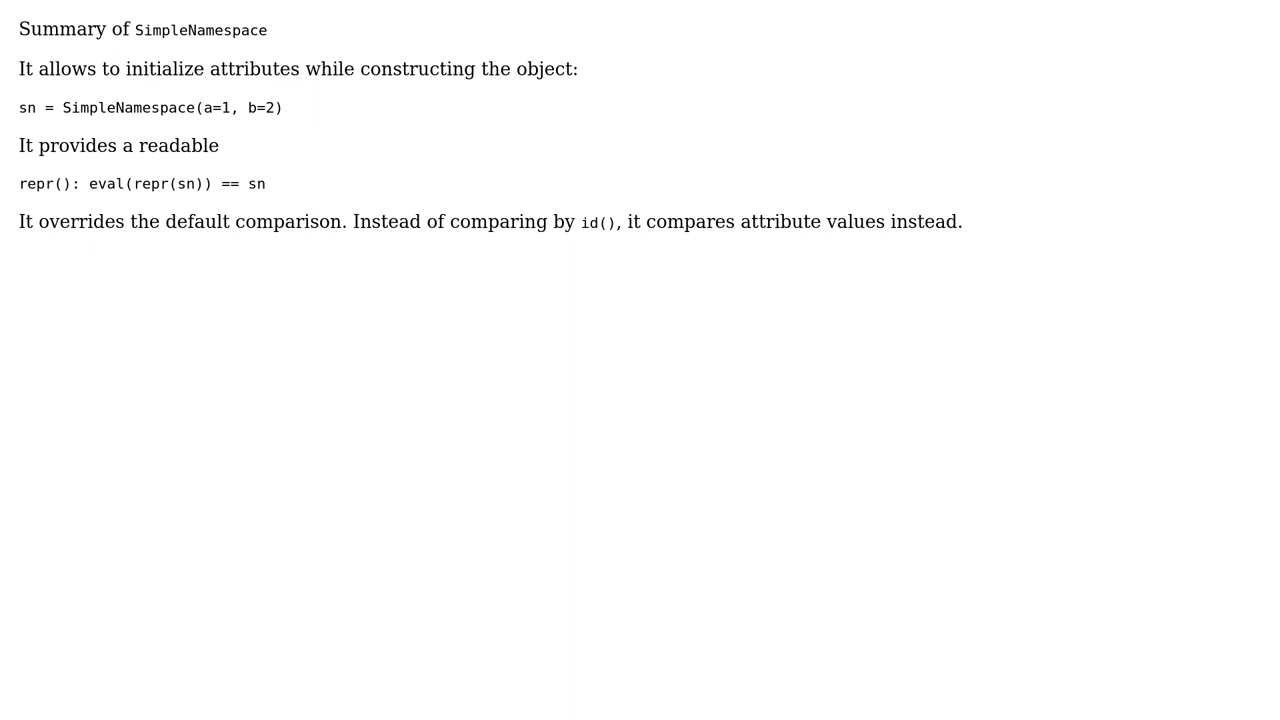 Summary of SimpleNamespace
It allows to initialize attributes while constructing the object:
sn = SimpleNamespace(a=1, b=2)
It provides a readable
repr(): eval(repr(sn)) == sn
It overrides the default comparison. Instead of comparing by id(), it compares attribute values instead.